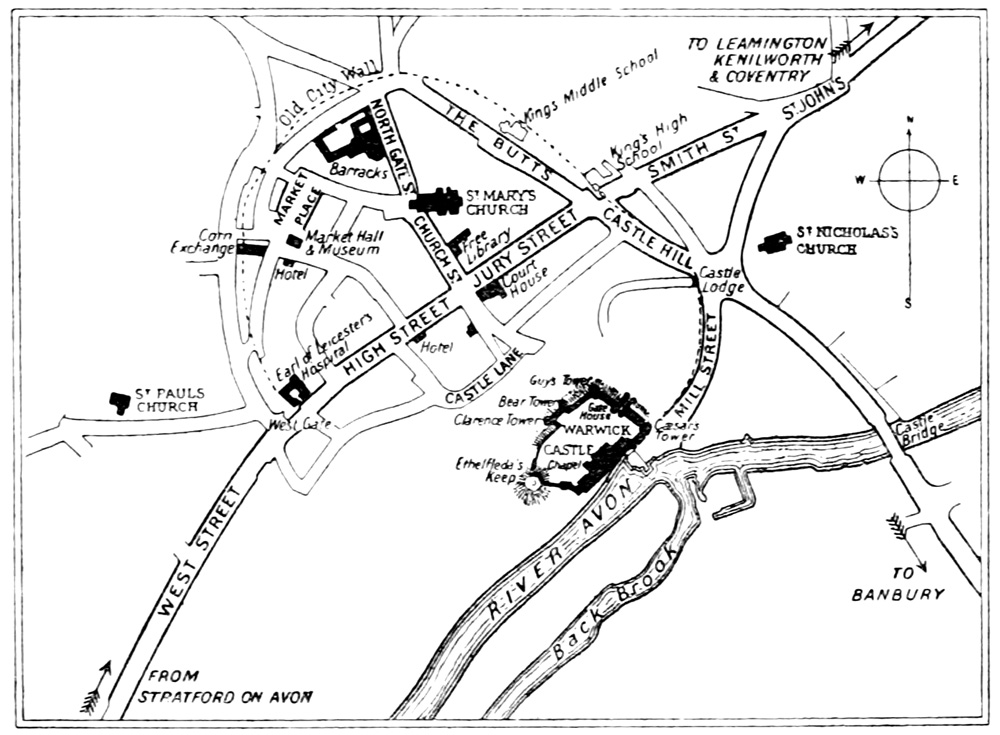 TO LEAMINGTON
KENILWORTH
& COVENTRY
Old City Wall
King's Middle School
NORTH GATE ST.
THE BUTTS
King's High
School
SMITH ST
ST JOHN'S
Barracks
MARKET
PLACE
ST MARY'S
CHURCH
N
W
E
S
Corn
Exchange
Market Hall
& Museum
Hotel
CHURCH ST.
Free
Library
JURY STREET
CASTLE HILL
ST NICHOLAS'S
CHURCH
Court
House
Castle
Lodge
Earl of Leicester's
Hospital
HIGH STREET
Hotel
CASTLE LANE
MILL STREET
ST PAULS
CHURCH
West Gate
Guy's Tower
Bear Tower
Clarence Tower
Gate
House
WARWICK
CASTLE
Chapel
Cæsars
Tower
Ethelfleda's
Keep
Castle
Bridge
WEST STREET
RIVER AVON
Back Brook
TO
BANBURY
FROM
STRATFORD ON AVON